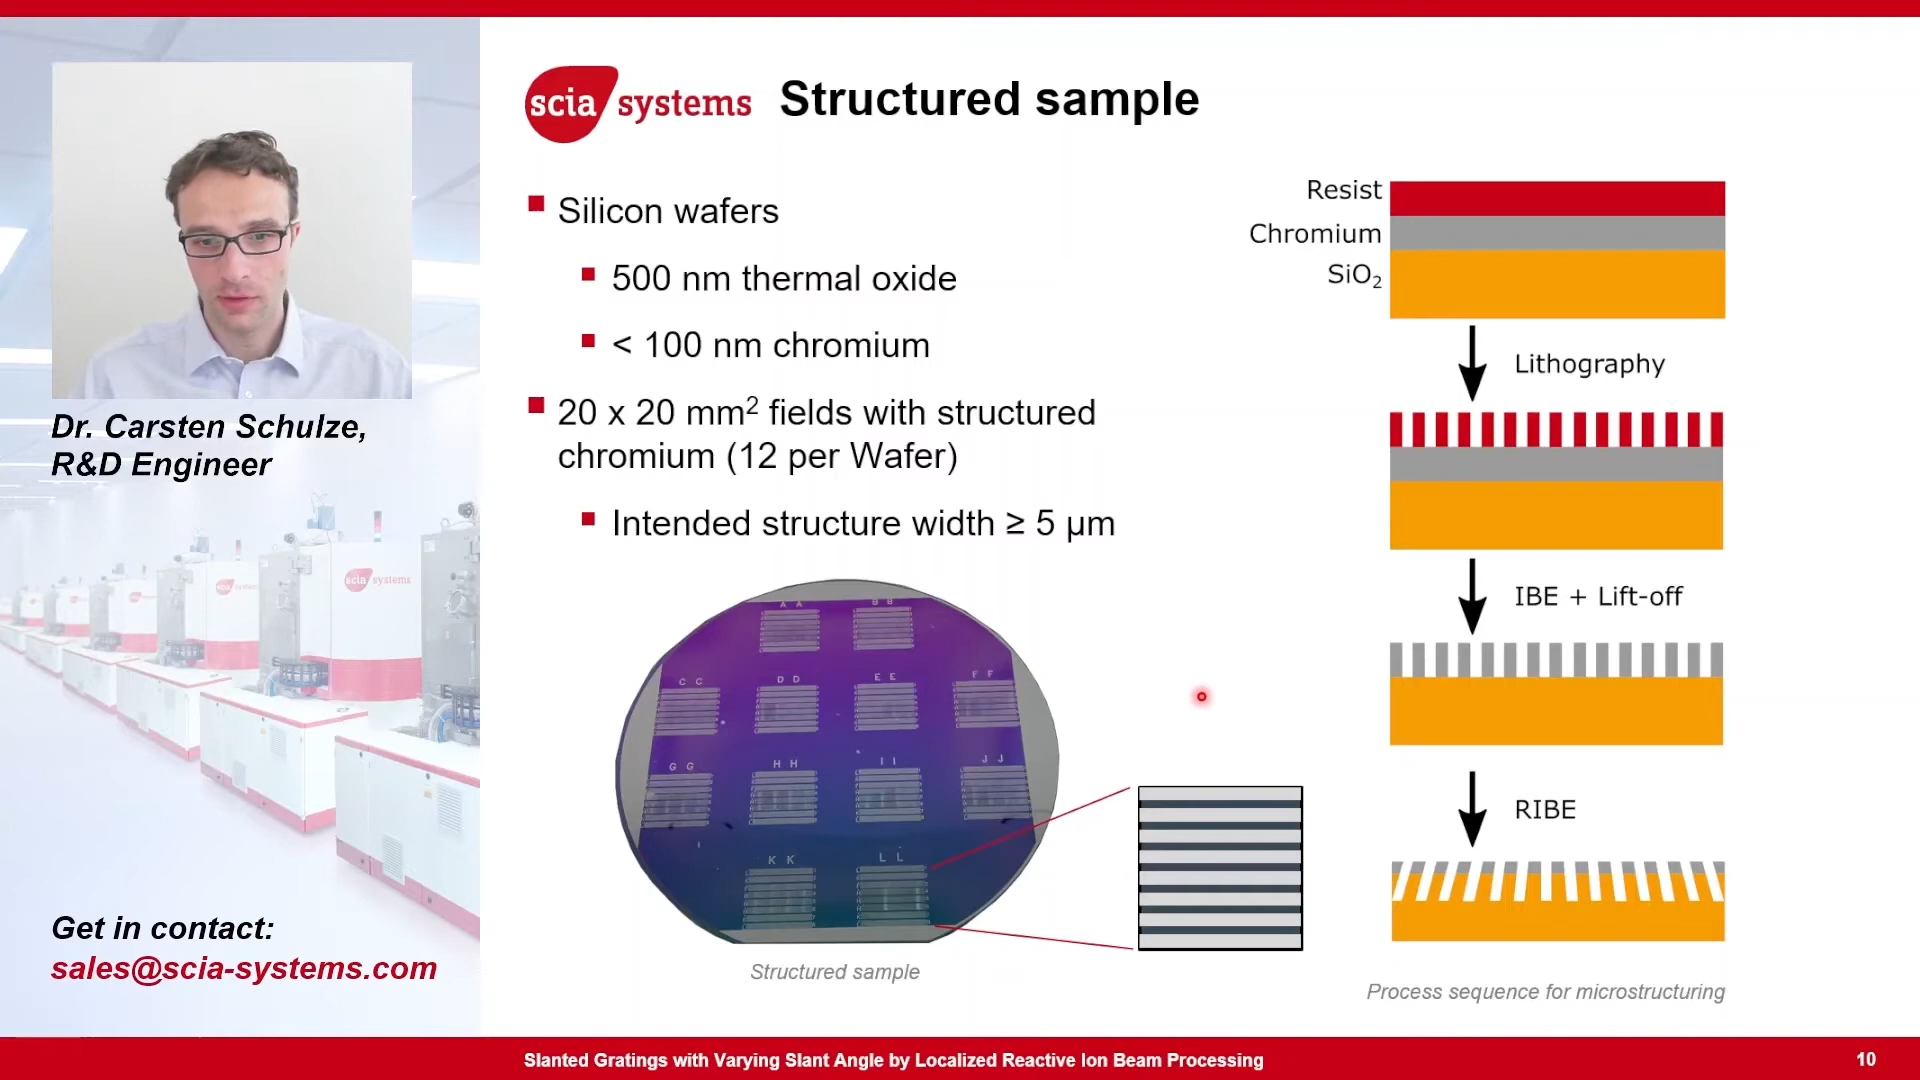 scia systems
Structured sample
Silicon wafers
500 nm thermal oxide
< 100 nm chromium
20 x 20 mm² fields with structured
chromium (12 per Wafer)
Intended structure width ≥ 5 µm
Dr. Carsten Schulze,
R&D Engineer
scia systems
Get in contact:
sales@scia-systems.com
A A
B B
C C
D D
E E
F F
G G
H H
I I
J J
K K
L L
Structured sample
Resist
Chromium
SiO₂
Lithography
IBE + Lift-off
RIBE
Process sequence for microstructuring
Slanted Gratings with Varying Slant Angle by Localized Reactive Ion Beam Processing
10